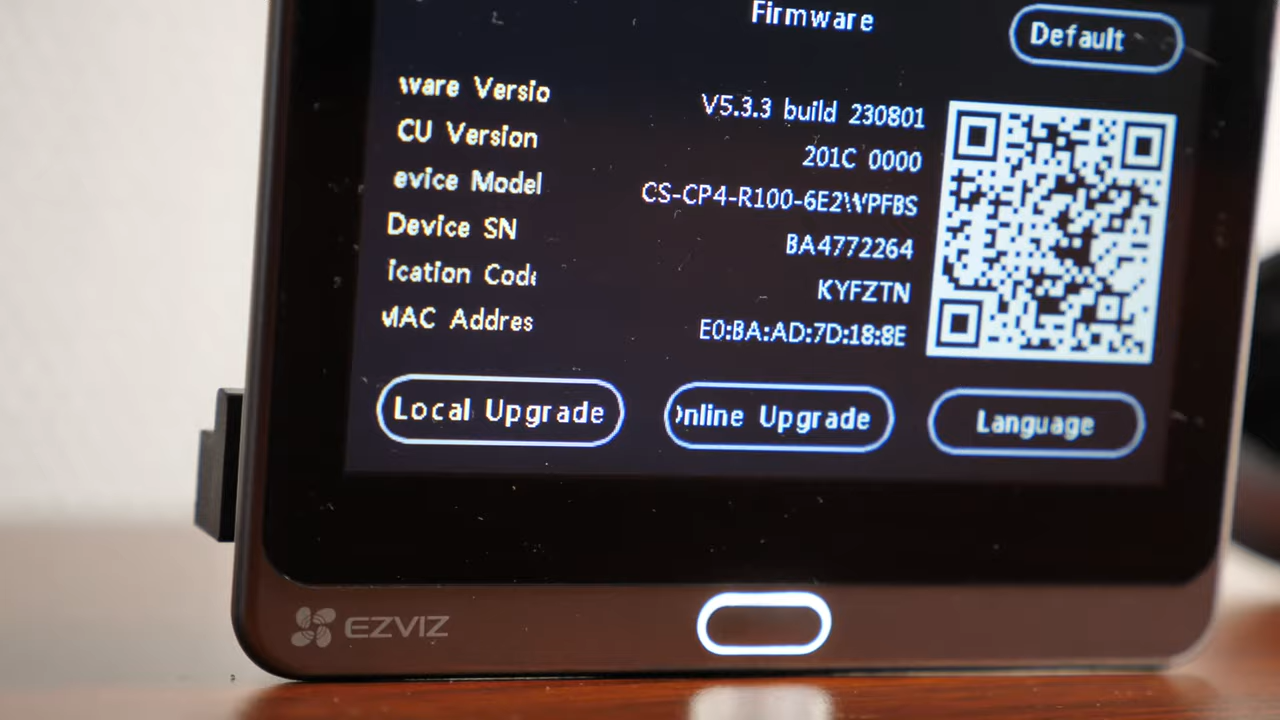 Firmware
Default
ware Versio
V5.3.3 build 230801
CU Version
201C 0000
evice Model
CS-CP4-R100-6E2WPFBS
Device SN
BA4772264
ication Code
KYFZTN
MAC Addres
E0:BA:AD:7D:18:8E
Local Upgrade
Online Upgrade
Language
EZVIZ